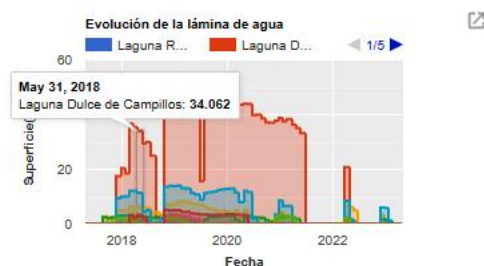 Evolución de la lámina de agua
Laguna R... Laguna D... 1/5
60
May 31, 2018
Laguna Dulce de Campillos: 34.062
Superficie(
20
0
2018 2020 2022
Fecha